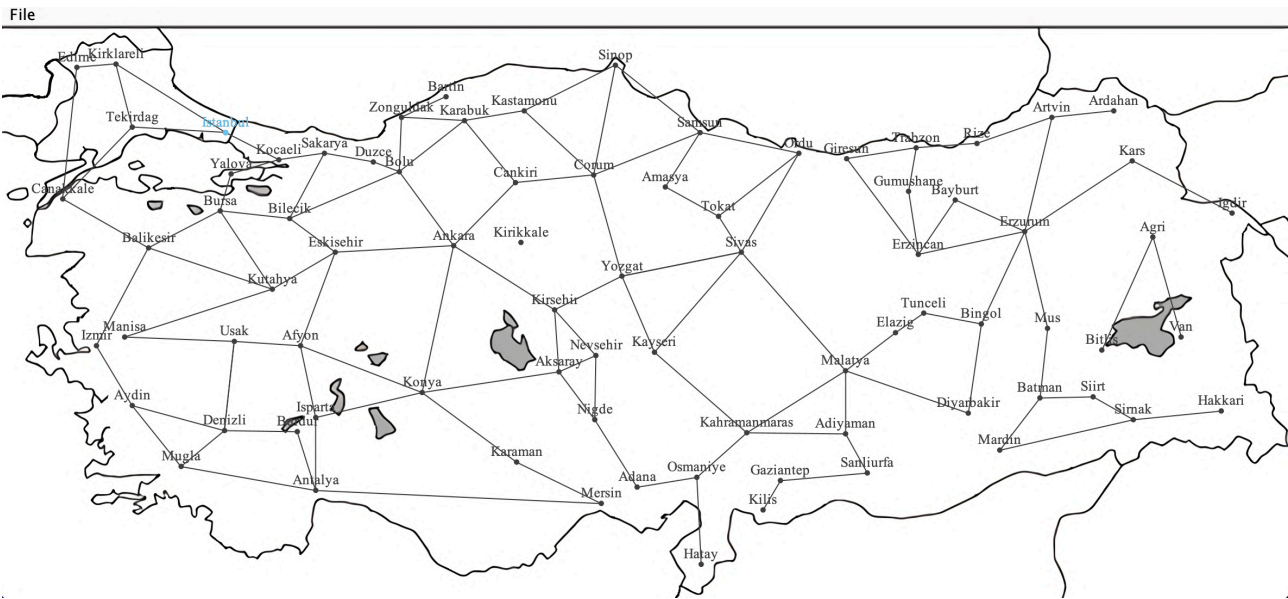 File
Edirne
Kirklareli
Sinop
Bartin
Zonguldak
Karabuk
Kastamonu
Artvin
Ardahan
Tekirdag
Istanbul
Samsun
Kocaeli
Sakarya
Duzce
Bolu
Ordu
Giresun
Trabzon
Rize
Yalova
Cankiri
Corum
Amasya
Kars
Canakkale
Bursa
Bilecik
Gumushane
Bayburt
Tokat
Igdir
Balikesir
Eskisehir
Ankara
Kirikkale
Sivas
Erzincan
Erzurum
Agri
Kutahya
Yozgat
Kirsehir
Tunceli
Bingol
Izmir
Manisa
Usak
Afyon
Nevsehir
Kayseri
Elazig
Mus
Bitlis
Van
Aksaray
Malatya
Aydin
Konya
Batman
Siirt
Hakkari
Denizli
Burdur
Isparta
Nigde
Kahramanmaras
Adiyaman
Diyarbakir
Sirnak
Mugla
Karaman
Mardin
Antalya
Mersin
Adana
Osmaniye
Gaziantep
Sanliurfa
Kilis
Hatay